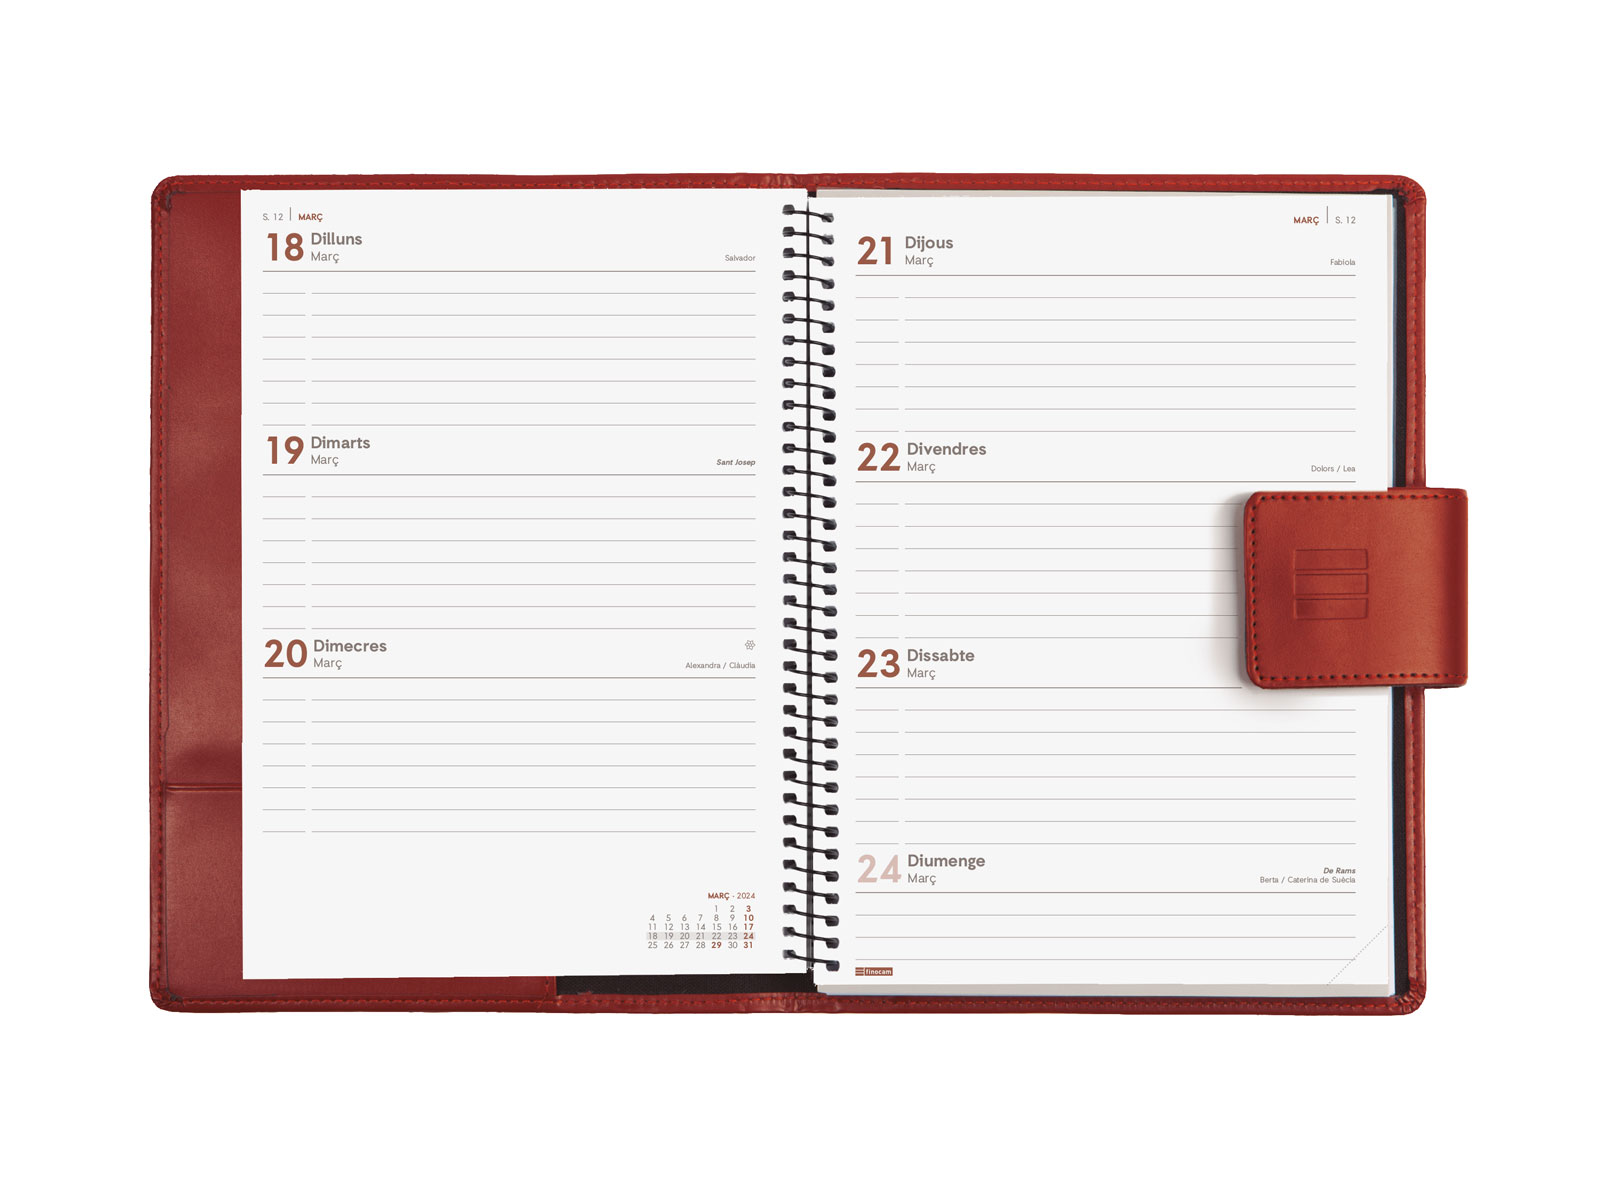 S. 12 | MARÇ
18 Dilluns
Març
Salvador
19 Dimarts
Març
Sant Josep
20 Dimecres
Març
Alexandra / Clàudia
MARÇ - 2024
1 2 3
4 5 6 7 8 9 10
11 12 13 14 15 16 17
18 19 20 21 22 23 24
25 26 27 28 29 30 31
MARÇ | S. 12
21 Dijous
Març
Fabiola
22 Divendres
Març
Dolors / Lea
23 Dissabte
Març
24 Diumenge
Març
De Rams
Berta / Caterina de Suècia
finocam